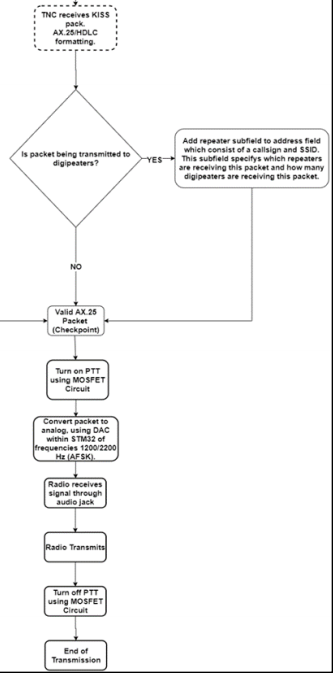 TNC receives KISS
pack.
AX.25/HDLC
formatting.
Is packet being transmitted to
digipeaters?
YES
Add repeater subfield to address field
which consist of a callsign and SSID.
This subfield specifies which repeaters
are receiving this packet and how many
digipeaters are receiving this packet.
NO
Valid AX.25
Packet
(Checkpoint)
Turn on PTT
using MOSFET
Circuit
Convert packet to
analog, using DAC
within STM32 of
frequencies 1200/2200
Hz (AFSK).
Radio receives
signal through
audio jack
Radio Transmits
Turn off PTT
using MOSFET
Circuit
End of
Transmission